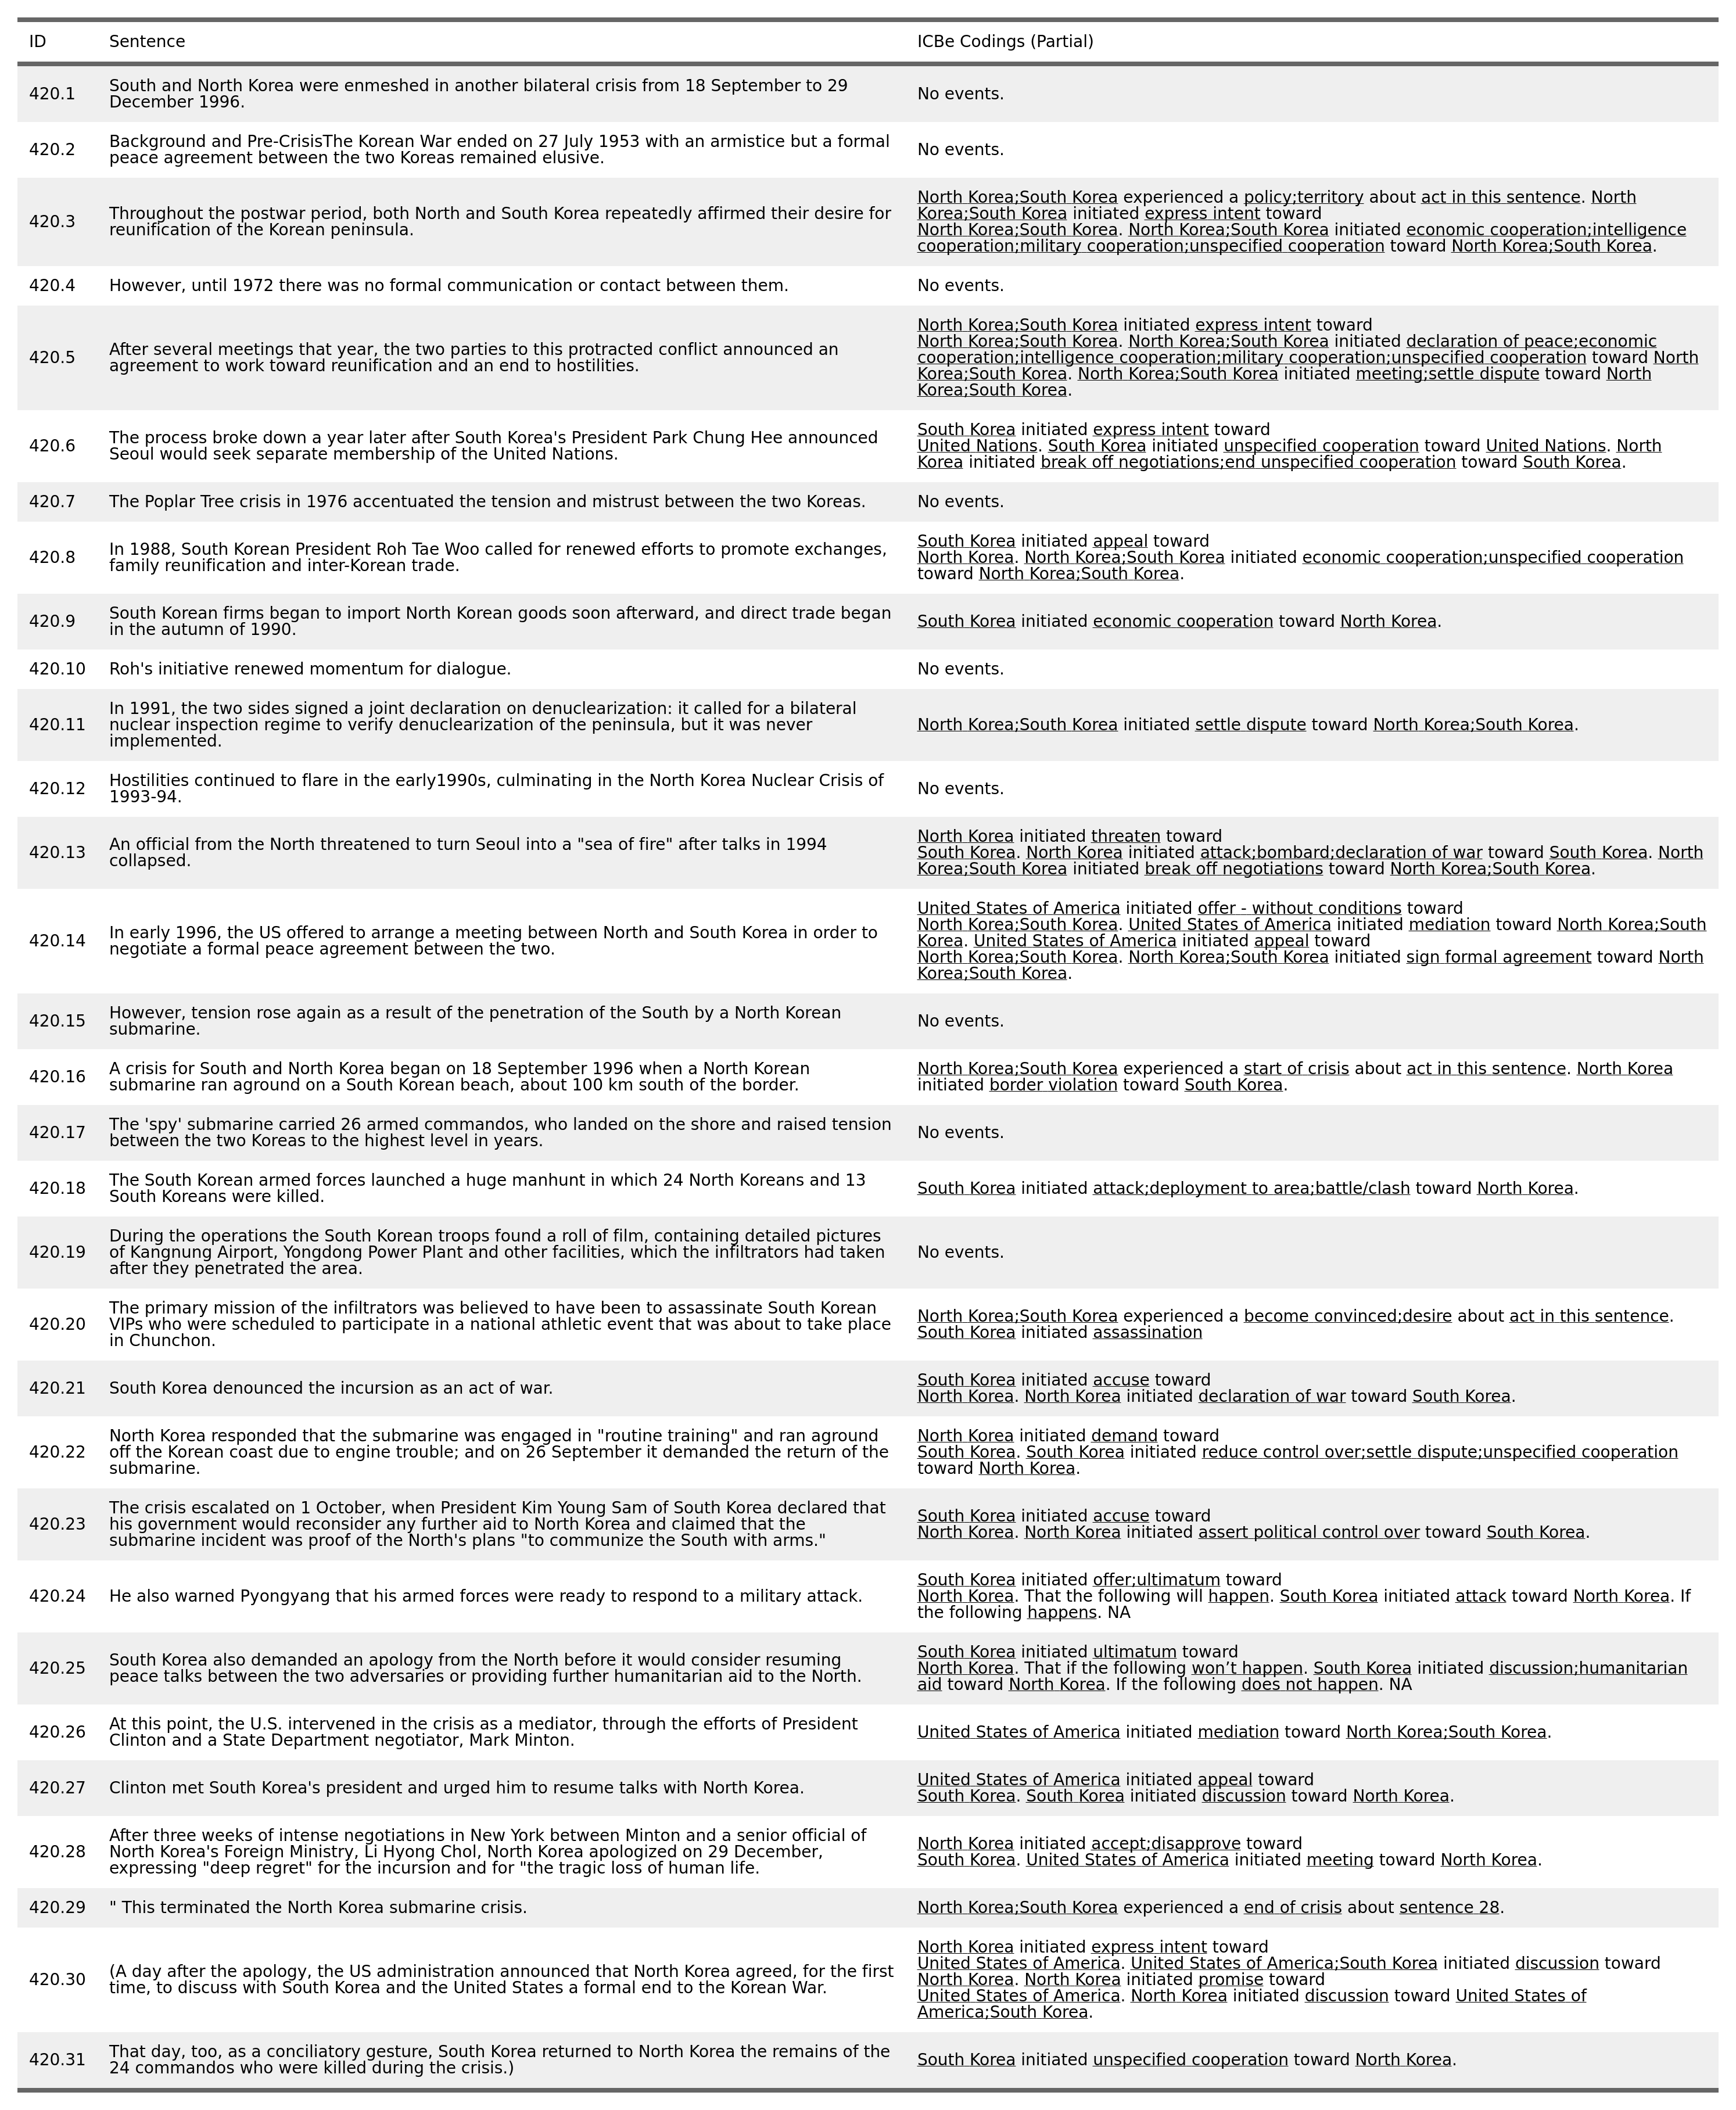 ID Sentence ICBe Codings (Partial)
420.1 South and North Korea were enmeshed in another bilateral crisis from 18 September to 29
December 1996.
No events.
420.2 Background and Pre-CrisisThe Korean War ended on 27 July 1953 with an armistice but a formal
peace agreement between the two Koreas remained elusive.
No events.
420.3 Throughout the postwar period, both North and South Korea repeatedly affirmed their desire for
reunification of the Korean peninsula.
North Korea;South Korea experienced a policy;territory about act in this sentence. North
Korea;South Korea initiated express intent toward
North Korea;South Korea. North Korea;South Korea initiated economic cooperation;intelligence
cooperation;military cooperation;unspecified cooperation toward North Korea;South Korea.
420.4 However, until 1972 there was no formal communication or contact between them.
No events.
420.5 After several meetings that year, the two parties to this protracted conflict announced an
agreement to work toward reunification and an end to hostilities.
North Korea;South Korea initiated express intent toward
North Korea;South Korea. North Korea;South Korea initiated declaration of peace;economic
cooperation;intelligence cooperation;military cooperation;unspecified cooperation toward North
Korea;South Korea. North Korea;South Korea initiated meeting;settle dispute toward North
Korea;South Korea.
420.6 The process broke down a year later after South Korea's President Park Chung Hee announced
Seoul would seek separate membership of the United Nations.
South Korea initiated express intent toward
United Nations. South Korea initiated unspecified cooperation toward United Nations. North
Korea initiated break off negotiations;end unspecified cooperation toward South Korea.
420.7 The Poplar Tree crisis in 1976 accentuated the tension and mistrust between the two Koreas.
No events.
420.8 In 1988, South Korean President Roh Tae Woo called for renewed efforts to promote exchanges,
family reunification and inter-Korean trade.
South Korea initiated appeal toward
North Korea. North Korea;South Korea initiated economic cooperation;unspecified cooperation
toward North Korea;South Korea.
420.9 South Korean firms began to import North Korean goods soon afterward, and direct trade began
in the autumn of 1990.
South Korea initiated economic cooperation toward North Korea.
420.10 Roh's initiative renewed momentum for dialogue.
No events.
420.11 In 1991, the two sides signed a joint declaration on denuclearization: it called for a bilateral
nuclear inspection regime to verify denuclearization of the peninsula, but it was never
implemented.
North Korea;South Korea initiated settle dispute toward North Korea;South Korea.
420.12 Hostilities continued to flare in the early1990s, culminating in the North Korea Nuclear Crisis of
1993-94.
No events.
420.13 An official from the North threatened to turn Seoul into a "sea of fire" after talks in 1994
collapsed.
North Korea initiated threaten toward
South Korea. North Korea initiated attack;bombard;declaration of war toward South Korea. North
Korea;South Korea initiated break off negotiations toward North Korea;South Korea.
420.14 In early 1996, the US offered to arrange a meeting between North and South Korea in order to
negotiate a formal peace agreement between the two.
United States of America initiated offer - without conditions toward
North Korea;South Korea. United States of America initiated mediation toward North Korea;South
Korea. United States of America initiated appeal toward
North Korea;South Korea. North Korea;South Korea initiated sign formal agreement toward North
Korea;South Korea.
420.15 However, tension rose again as a result of the penetration of the South by a North Korean
submarine.
No events.
420.16 A crisis for South and North Korea began on 18 September 1996 when a North Korean
submarine ran aground on a South Korean beach, about 100 km south of the border.
North Korea;South Korea experienced a start of crisis about act in this sentence. North Korea
initiated border violation toward South Korea.
420.17 The 'spy' submarine carried 26 armed commandos, who landed on the shore and raised tension
between the two Koreas to the highest level in years.
No events.
420.18 The South Korean armed forces launched a huge manhunt in which 24 North Koreans and 13
South Koreans were killed.
South Korea initiated attack;deployment to area;battle/clash toward North Korea.
420.19 During the operations the South Korean troops found a roll of film, containing detailed pictures
of Kangnung Airport, Yongdong Power Plant and other facilities, which the infiltrators had taken
after they penetrated the area.
No events.
420.20 The primary mission of the infiltrators was believed to have been to assassinate South Korean
VIPs who were scheduled to participate in a national athletic event that was about to take place
in Chunchon.
North Korea;South Korea experienced a become convinced;desire about act in this sentence.
South Korea initiated assassination
420.21 South Korea denounced the incursion as an act of war.
South Korea initiated accuse toward
North Korea. North Korea initiated declaration of war toward South Korea.
420.22 North Korea responded that the submarine was engaged in "routine training" and ran aground
off the Korean coast due to engine trouble; and on 26 September it demanded the return of the
submarine.
North Korea initiated demand toward
South Korea. South Korea initiated reduce control over;settle dispute;unspecified cooperation
toward North Korea.
420.23 The crisis escalated on 1 October, when President Kim Young Sam of South Korea declared that
his government would reconsider any further aid to North Korea and claimed that the
submarine incident was proof of the North's plans "to communize the South with arms."
South Korea initiated accuse toward
North Korea. North Korea initiated assert political control over toward South Korea.
420.24 He also warned Pyongyang that his armed forces were ready to respond to a military attack.
South Korea initiated offer;ultimatum toward
North Korea. That the following will happen. South Korea initiated attack toward North Korea. If
the following happens. NA
420.25 South Korea also demanded an apology from the North before it would consider resuming
peace talks between the two adversaries or providing further humanitarian aid to the North.
South Korea initiated ultimatum toward
North Korea. That if the following won’t happen. South Korea initiated discussion;humanitarian
aid toward North Korea. If the following does not happen. NA
420.26 At this point, the U.S. intervened in the crisis as a mediator, through the efforts of President
Clinton and a State Department negotiator, Mark Minton.
United States of America initiated mediation toward North Korea;South Korea.
420.27 Clinton met South Korea's president and urged him to resume talks with North Korea.
United States of America initiated appeal toward
South Korea. South Korea initiated discussion toward North Korea.
420.28 After three weeks of intense negotiations in New York between Minton and a senior official of
North Korea's Foreign Ministry, Li Hyong Chol, North Korea apologized on 29 December,
expressing "deep regret" for the incursion and for "the tragic loss of human life.
North Korea initiated accept;disapprove toward
South Korea. United States of America initiated meeting toward North Korea.
420.29 " This terminated the North Korea submarine crisis.
North Korea;South Korea experienced a end of crisis about sentence 28.
420.30 (A day after the apology, the US administration announced that North Korea agreed, for the first
time, to discuss with South Korea and the United States a formal end to the Korean War.
North Korea initiated express intent toward
United States of America. United States of America;South Korea initiated discussion toward
North Korea. North Korea initiated promise toward
United States of America. North Korea initiated discussion toward United States of
America;South Korea.
420.31 That day, too, as a conciliatory gesture, South Korea returned to North Korea the remains of the
24 commandos who were killed during the crisis.)
South Korea initiated unspecified cooperation toward North Korea.